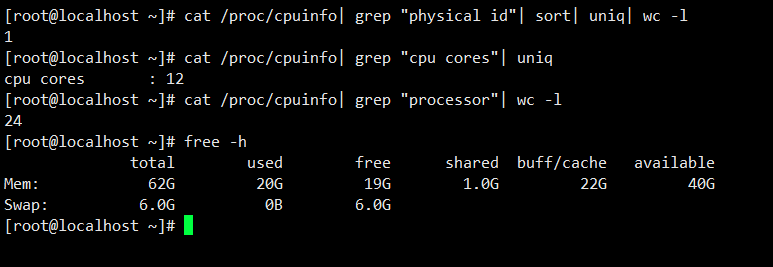 [root@localhost ~]# cat /proc/cpuinfo| grep "physical id"| sort| uniq| wc -l
1
[root@localhost ~]# cat /proc/cpuinfo| grep "cpu cores"| uniq
cpu cores       : 12
[root@localhost ~]# cat /proc/cpuinfo| grep "processor"| wc -l
24
[root@localhost ~]# free -h
              total        used        free      shared  buff/cache   available
Mem:            62G         20G         19G        1.0G         22G         40G
Swap:          6.0G          0B        6.0G
[root@localhost ~]#